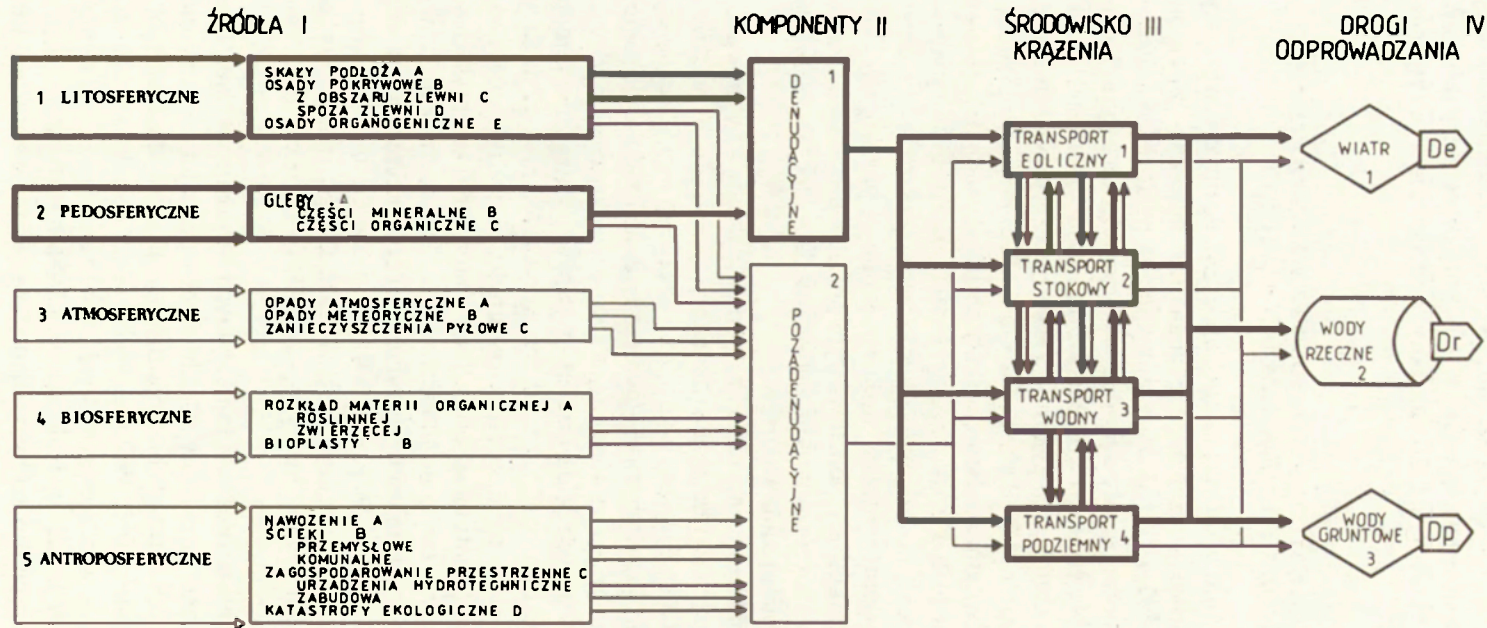 ŹRÓDŁA I
KOMPONENTY II
ŚRODOWISKO III
KRĄŻENIA
DROGI IV
ODPROWADZANIA
1 LITOSFERYCZNE
SKAŁY PODŁOŻA A
OSADY POKRYWOWE B
Z OBSZARU ZLEWNI C
SPOZA ZLEWNI D
OSADY ORGANOGENICZNE E
2 PEDOSFERYCZNE
GLEBY A
CZĘŚCI MINERALNE B
CZĘŚCI ORGANICZNE C
3 ATMOSFERYCZNE
OPADY ATMOSFERYCZNE A
OPADY METEORYCZNE B
ZANIECZYSZCZENIA PYŁOWE C
4 BIOSFERYCZNE
ROZKŁAD MATERII ORGANICZNEJ A
ROŚLINNEJ
ZWIERZĘCEJ
BIOPLASTY B
5 ANTROPOSFERYCZNE
NAWOŻENIE A
ŚCIEKI B
PRZEMYSŁOWE
KOMUNALNE
ZAGOSPODAROWANIE PRZESTRZENNE C
URZĄDZENIA HYDROTECHNICZNE
ZABUDOWA
KATASTROFY EKOLOGICZNE D
1
DENUDACYJNE
2
POZADENUDACYJNE
TRANSPORT
EOLICZNY 1
TRANSPORT
STOKOWY 2
TRANSPORT
WODNY 3
TRANSPORT
PODZIEMNY 4
WIATR
1
De
WODY
RZECZNE
2
Dr
WODY
GRUNTOWE
3
Dp